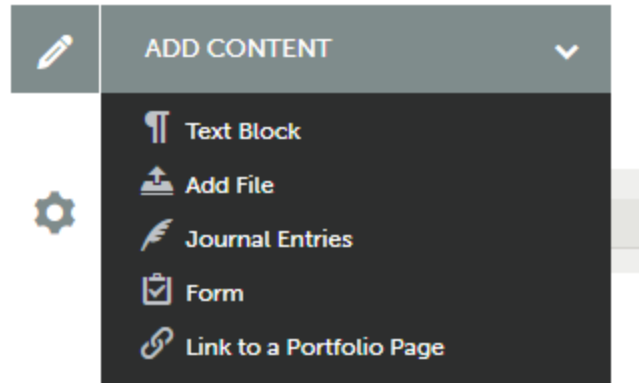 ADD CONTENT
Text Block
Add File
Journal Entries
Form
Link to a Portfolio Page